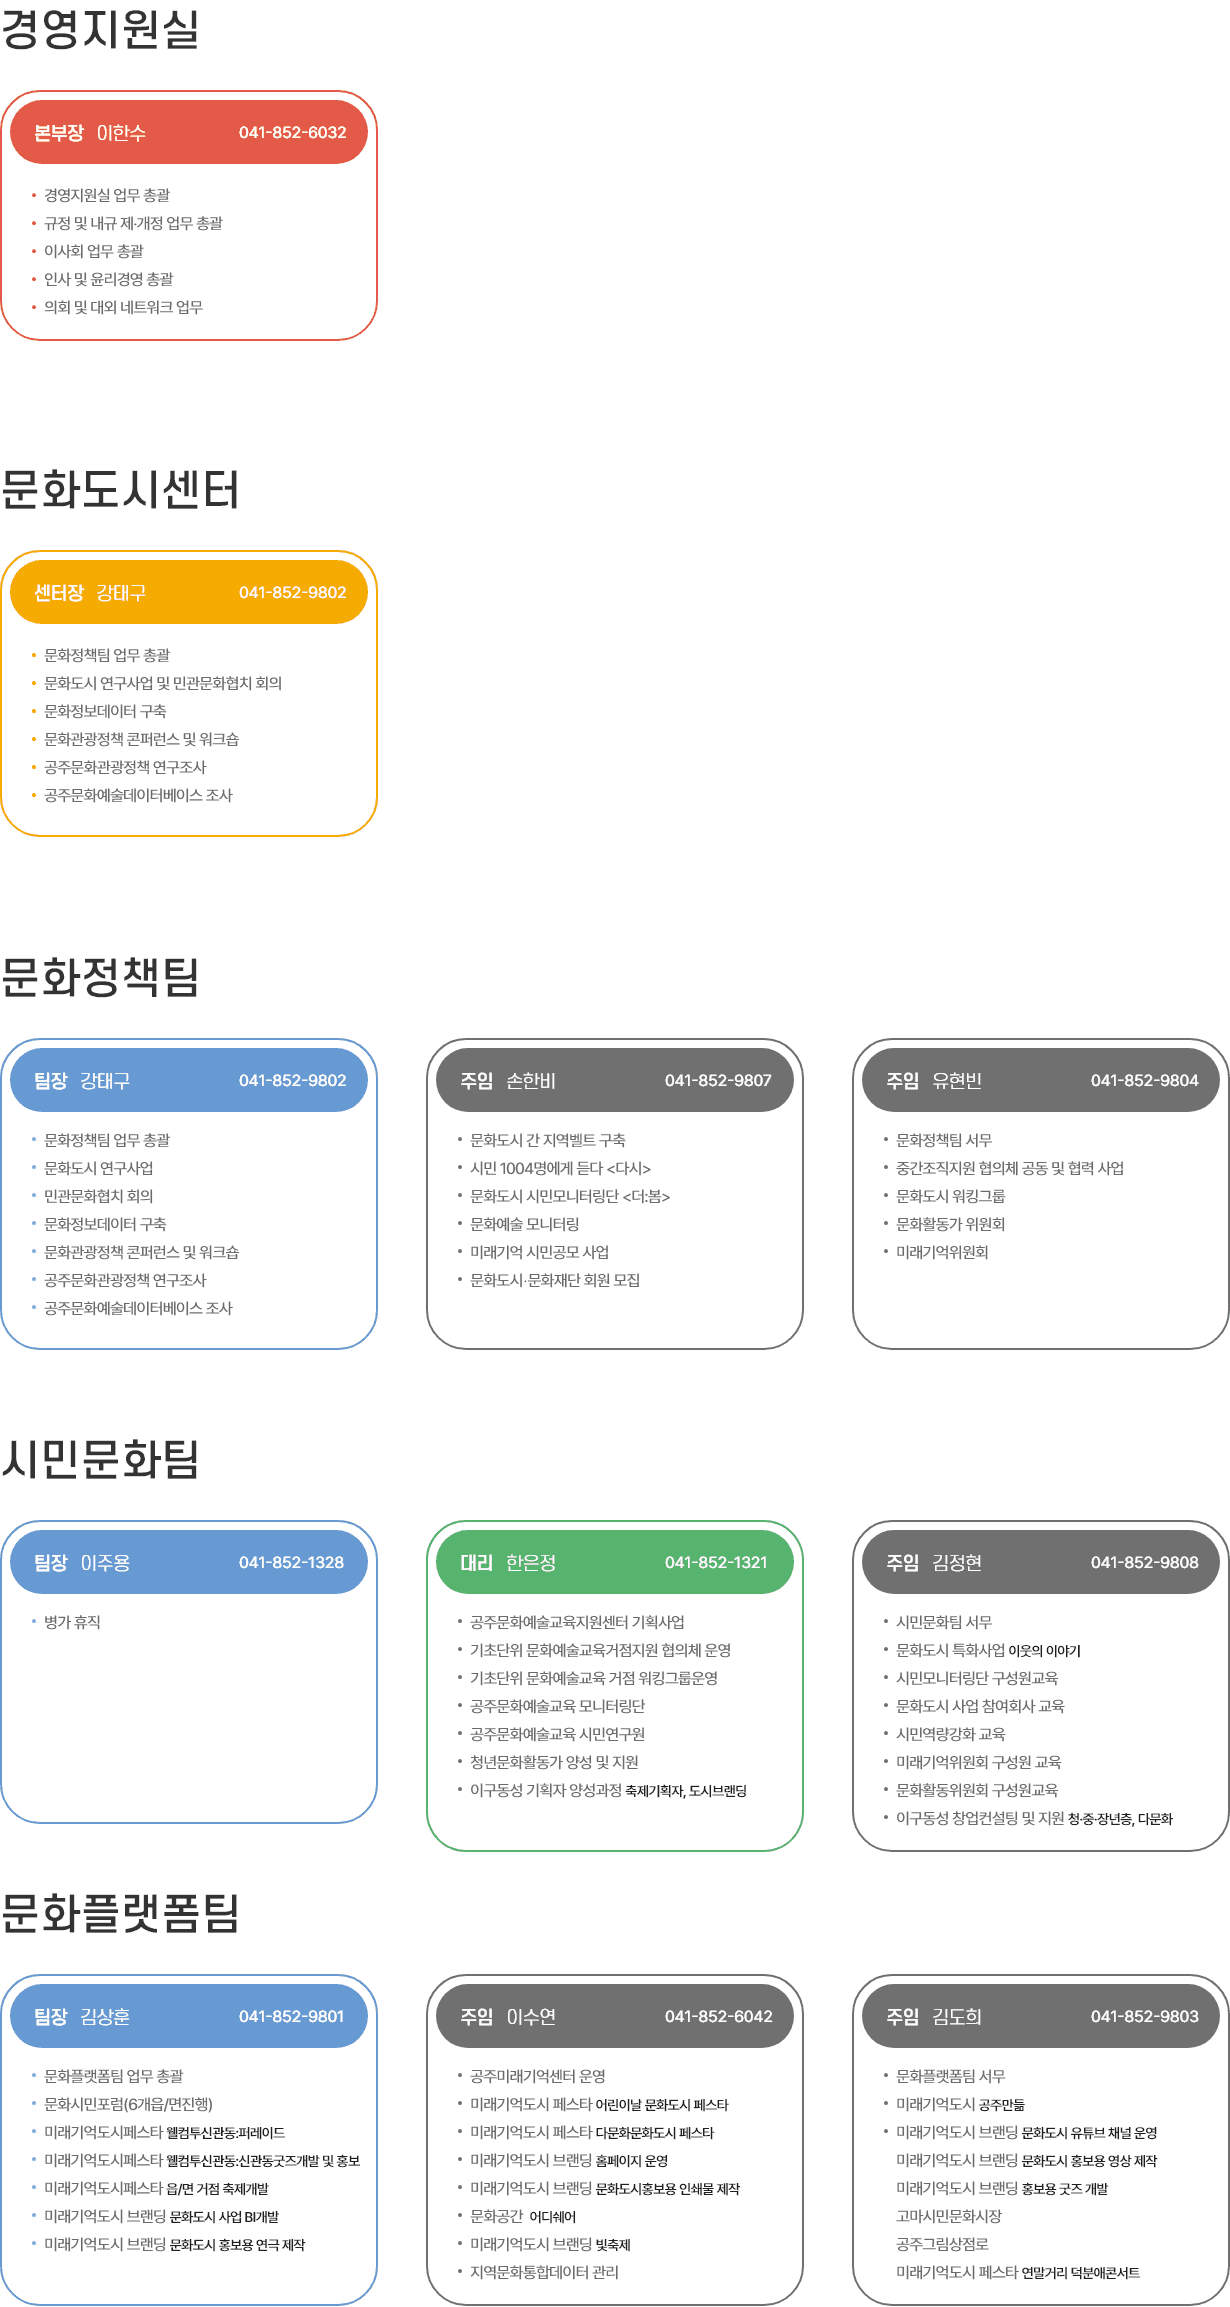 경영지원실
본부장 이한수 041-852-6032
경영지원실 업무 총괄
규정 및 내규 제·개정 업무 총괄
이사회 업무 총괄
인사 및 윤리경영 총괄
의회 및 대외 네트워크 업무
문화도시센터
센터장 강태구 041-852-9802
문화정책팀 업무 총괄
문화도시 연구사업 및 민관문화협치 회의
문화정보데이터 구축
문화관광정책 콘퍼런스 및 워크숍
공주문화관광정책 연구조사
공주문화예술데이터베이스 조사
문화정책팀
팀장 강태구 041-852-9802
문화정책팀 업무 총괄
문화도시 연구사업
민관문화협치 회의
문화정보데이터 구축
문화관광정책 콘퍼런스 및 워크숍
공주문화관광정책 연구조사
공주문화예술데이터베이스 조사
주임 손한비 041-852-9807
문화도시 간 지역벨트 구축
시민 1004명에게 듣다 <다시>
문화도시 시민모니터링단 <더:봄>
문화예술 모니터링
미래기억 시민공모 사업
문화도시·문화재단 회원 모집
주임 유현빈 041-852-9804
문화정책팀 서무
중간조직지원 협의체 공동 및 협력 사업
문화도시 워킹그룹
문화활동가 위원회
미래기억위원회
시민문화팀
팀장 이주용 041-852-1328
병가 휴직
대리 한은정 041-852-1321
공주문화예술교육지원센터 기획사업
기초단위 문화예술교육거점지원 협의체 운영
기초단위 문화예술교육 거점 워킹그룹운영
공주문화예술교육 모니터링단
공주문화예술교육 시민연구원
청년문화활동가 양성 및 지원
이구동성 기획자 양성과정 축제기획자, 도시브랜딩
주임 김정현 041-852-9808
시민문화팀 서무
문화도시 특화사업 이웃의 이야기
시민모니터링단 구성원교육
문화도시 사업 참여회사 교육
시민역량강화 교육
미래기억위원회 구성원 교육
문화활동위원회 구성원교육
이구동성 창업컨설팅 및 지원 청·중·장년층, 다문화
문화플랫폼팀
팀장 김상훈 041-852-9801
문화플랫폼팀 업무 총괄
문화시민포럼(6개읍/면진행)
미래기억도시페스타 웰컴투신관동:퍼레이드
미래기억도시페스타 웰컴투신관동:신관동굿즈개발 및 홍보
미래기억도시페스타 읍/면 거점 축제개발
미래기억도시 브랜딩 문화도시 사업 BI개발
미래기억도시 브랜딩 문화도시 홍보용 연극 제작
주임 이수연 041-852-6042
공주미래기억센터 운영
미래기억도시 페스타 어린이날 문화도시 페스타
미래기억도시 페스타 다문화문화도시 페스타
미래기억도시 브랜딩 홈페이지 운영
미래기억도시 브랜딩 문화도시홍보용 인쇄물 제작
문화공간 어디쉐어
미래기억도시 브랜딩 빛축제
지역문화통합데이터 관리
주임 김도희 041-852-9803
문화플랫폼팀 서무
미래기억도시 공주만듦
미래기억도시 브랜딩 문화도시 유튜브 채널 운영
미래기억도시 브랜딩 문화도시 홍보용 영상 제작
미래기억도시 브랜딩 홍보용 굿즈 개발
고마시민문화시장
공주그림상점로
미래기억도시 페스타 연말거리 덕분애콘서트